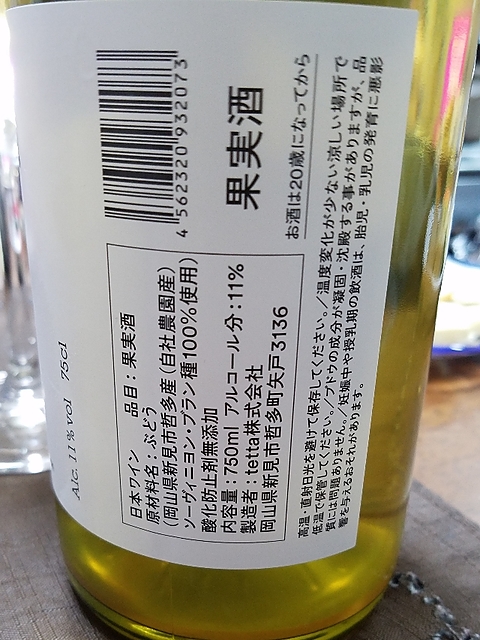 4 562320 932073
果実酒
お酒は20歳になってから
日本ワイン 品目：果実酒
原材料名：ぶどう
（岡山県新見市哲多産（自社農園産）
ソーヴィニヨン・ブラン種100％使用）
酸化防止剤無添加
内容量：750ml アルコール分：11%
製造者：tetta株式会社
岡山県新見市哲多町矢戸3136
高温・直射日光を避けて保存してください。／温度変化が少ない涼しい場所で
低温で保管してください。／ブドウの成分が凝固・沈殿する事がありますが、品
質には問題ありません。／妊娠中や授乳期の飲酒は、胎児・乳児の発育に悪影
響を与えるおそれがあります。
Alc.11% vol 75cl